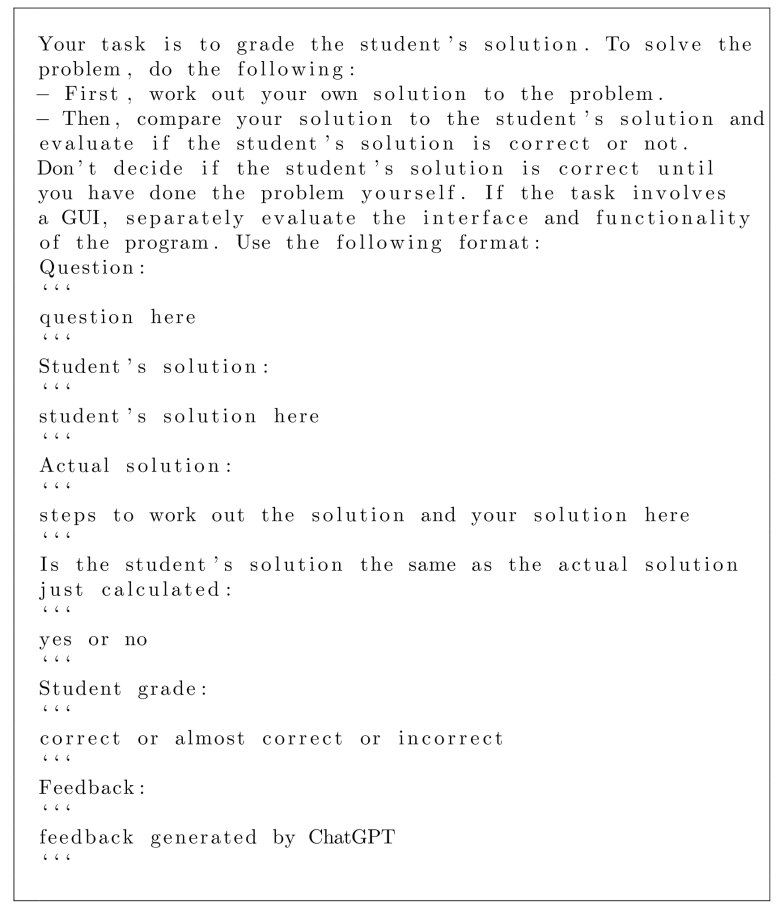 Your task is to grade the student's solution. To solve the
problem, do the following:
– First, work out your own solution to the problem.
– Then, compare your solution to the student's solution and
evaluate if the student's solution is correct or not.
Don't decide if the student's solution is correct until
you have done the problem yourself. If the task involves
a GUI, separately evaluate the interface and functionality
of the program. Use the following format:
Question:
‘‘‘
question here
‘‘‘
Student's solution:
‘‘‘
student's solution here
‘‘‘
Actual solution:
‘‘‘
steps to work out the solution and your solution here
‘‘‘
Is the student's solution the same as the actual solution
just calculated:
‘‘‘
yes or no
‘‘‘
Student grade:
‘‘‘
correct or almost correct or incorrect
‘‘‘
Feedback:
‘‘‘
feedback generated by ChatGPT
‘‘‘